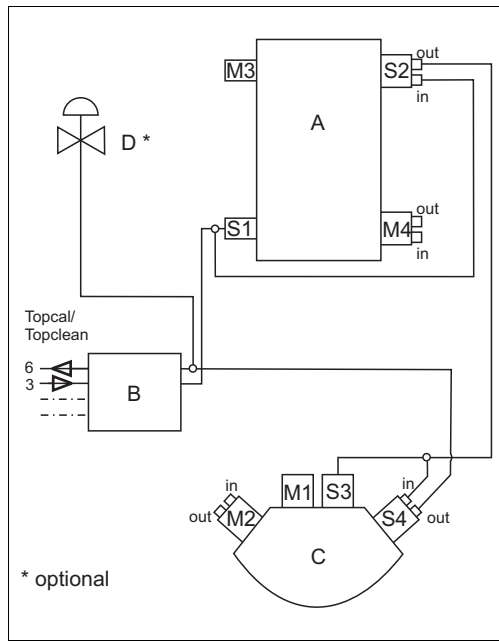 out
M3
S2
in
D *
A
S1
out
M4
in
Topcal/
Topclean
6
3
B
in
out
M2
M1
S3
in
S4
out
C
* optional